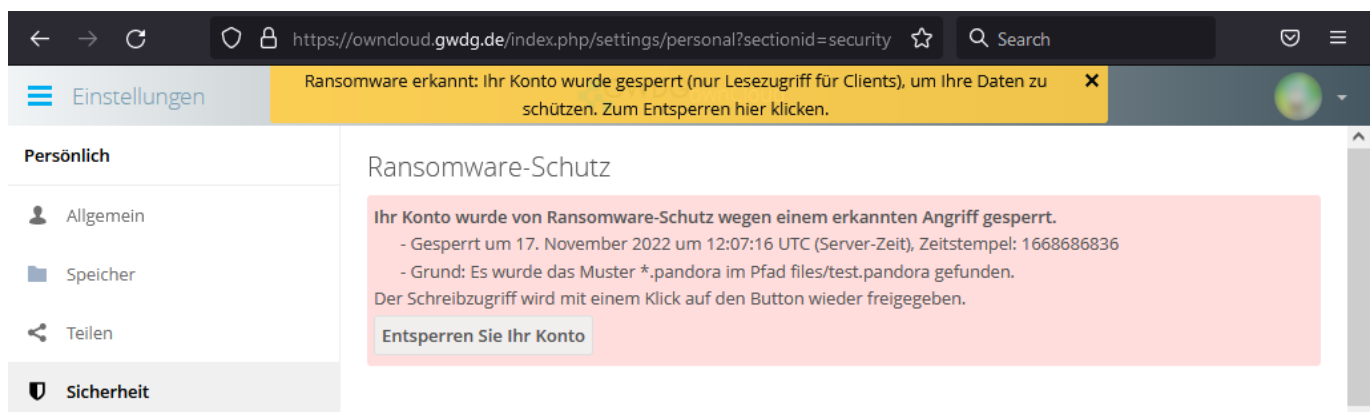 https://owncloud.gwdg.de/index.php/settings/personal?sectionid=security
Search
Einstellungen
Ransomware erkannt: Ihr Konto wurde gesperrt (nur Lesezugriff für Clients), um Ihre Daten zu
schützen. Zum Entsperren hier klicken.
Persönlich
Allgemein
Speicher
Teilen
Sicherheit
Ransomware-Schutz
Ihr Konto wurde von Ransomware-Schutz wegen einem erkannten Angriff gesperrt.
- Gesperrt um 17. November 2022 um 12:07:16 UTC (Server-Zeit), Zeitstempel: 1668686836
- Grund: Es wurde das Muster *.pandora im Pfad files/test.pandora gefunden.
Der Schreibzugriff wird mit einem Klick auf den Button wieder freigegeben.
Entsperren Sie Ihr Konto